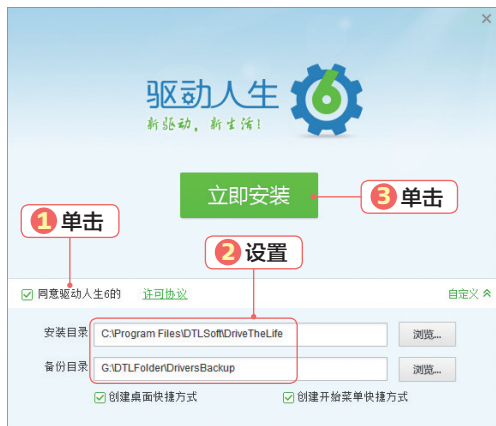 驱动人生 6
新驱动,新生活!
立即安装
3 单击
1 单击
2 设置
同意驱动人生6的 许可协议 自定义
安装目录 C:\Program Files\DTLSoft\DriveTheLife 浏览...
备份目录 G:\DTLFolder\DriversBackup 浏览...
创建桌面快捷方式 创建开始菜单快捷方式